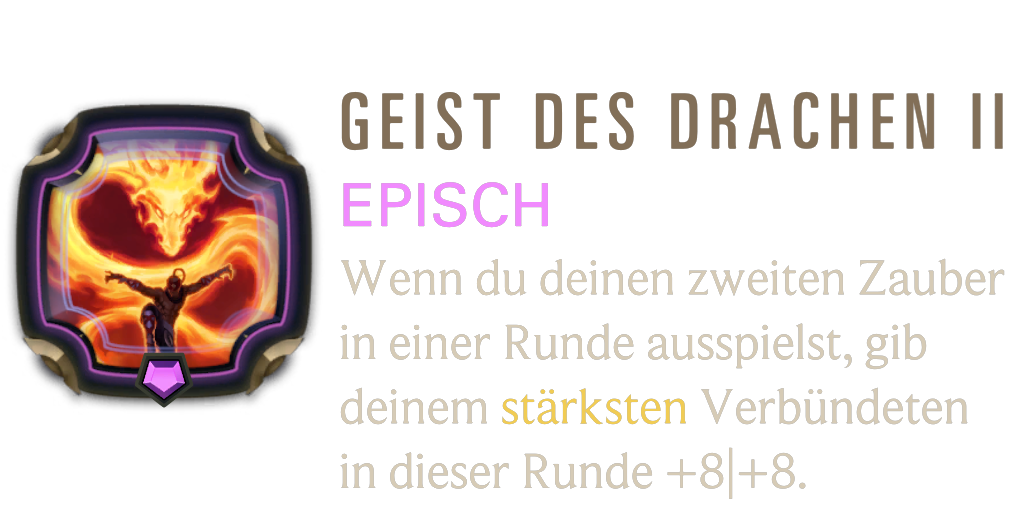 GEIST DES DRACHEN II
EPISCH
Wenn du deinen zweiten Zauber
in einer Runde ausspielst, gib
deinem stärksten Verbündeten
in dieser Runde +8|+8.